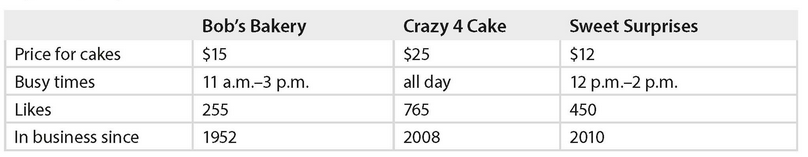 Bob's Bakery Crazy 4 Cake Sweet Surprises
Price for cakes $15 $25 $12
Busy times 11 a.m.–3 p.m. all day 12 p.m.–2 p.m.
Likes 255 765 450
In business since 1952 2008 2010